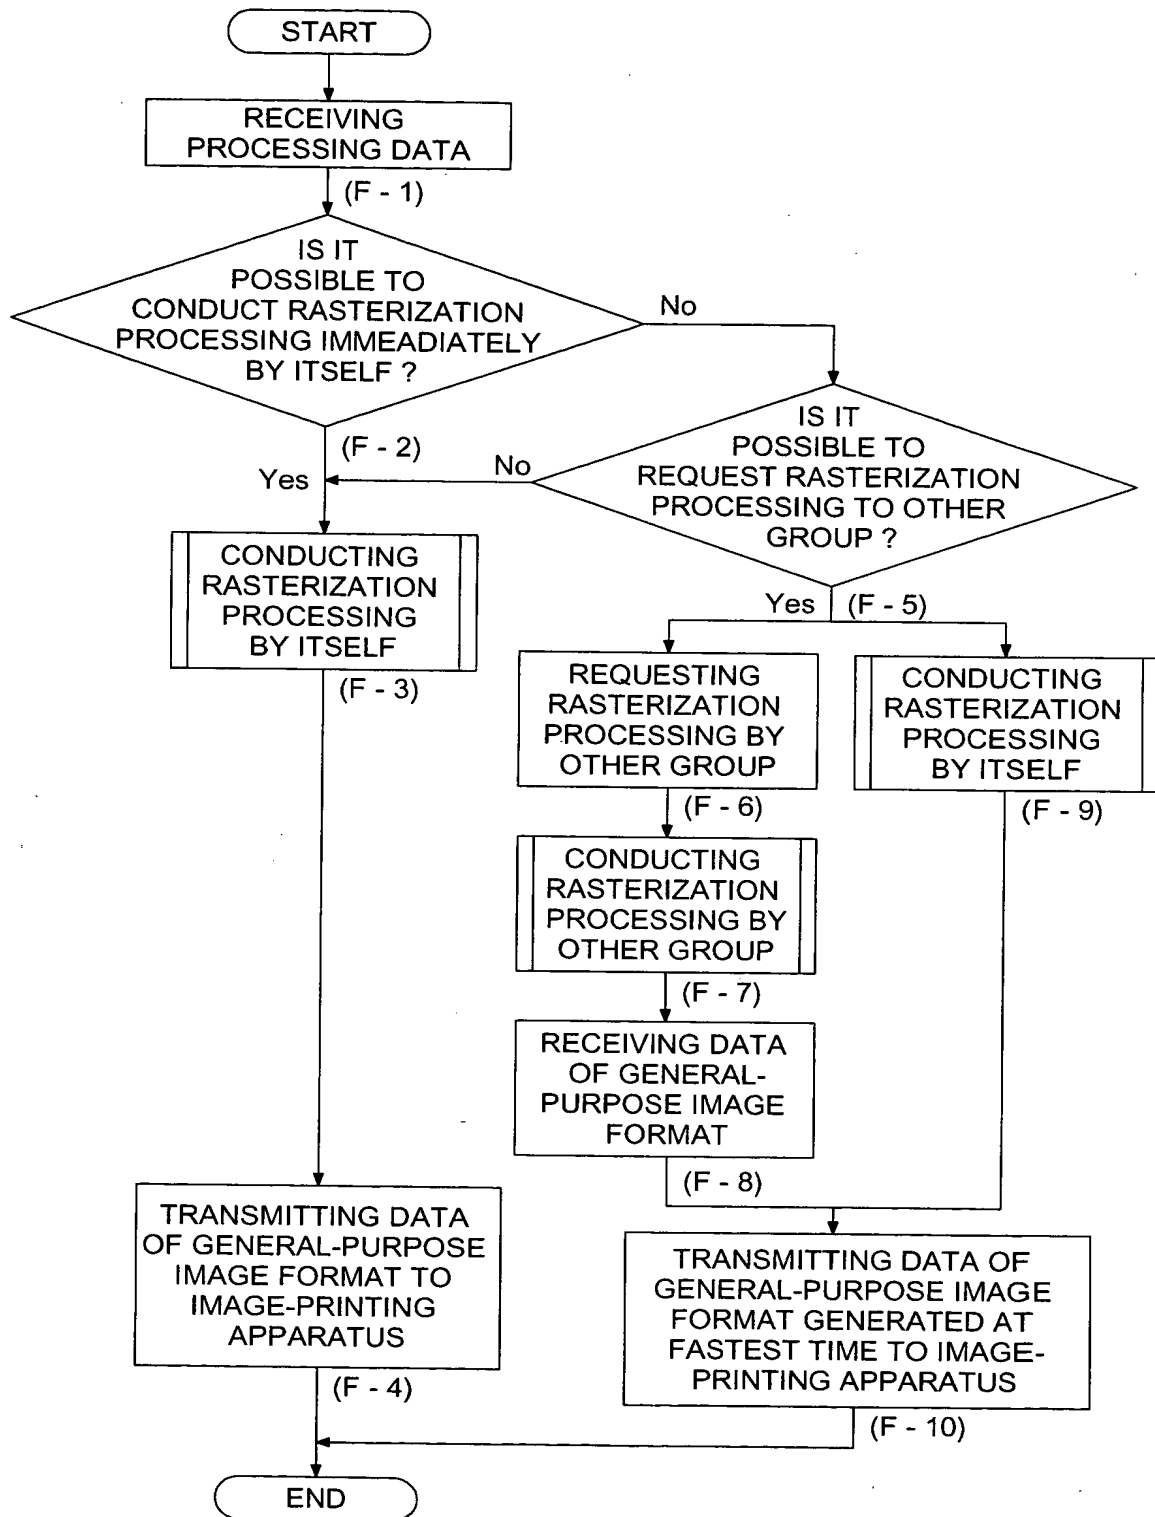 START
RECEIVING
PROCESSING DATA
(F - 1)
IS IT
POSSIBLE TO
CONDUCT RASTERIZATION
PROCESSING IMMEADIATELY
BY ITSELF ?
No
(F - 2)
Yes
IS IT
POSSIBLE TO
REQUEST RASTERIZATION
PROCESSING TO OTHER
GROUP ?
No
Yes
(F - 5)
CONDUCTING
RASTERIZATION
PROCESSING
BY ITSELF
(F - 3)
REQUESTING
RASTERIZATION
PROCESSING BY
OTHER GROUP
(F - 6)
CONDUCTING
RASTERIZATION
PROCESSING
BY ITSELF
(F - 9)
CONDUCTING
RASTERIZATION
PROCESSING BY
OTHER GROUP
(F - 7)
RECEIVING DATA
OF GENERAL-
PURPOSE IMAGE
FORMAT
(F - 8)
TRANSMITTING DATA
OF GENERAL-PURPOSE
IMAGE FORMAT TO
IMAGE-PRINTING
APPARATUS
(F - 4)
TRANSMITTING DATA OF
GENERAL-PURPOSE IMAGE
FORMAT GENERATED AT
FASTEST TIME TO IMAGE-
PRINTING APPARATUS
(F - 10)
END